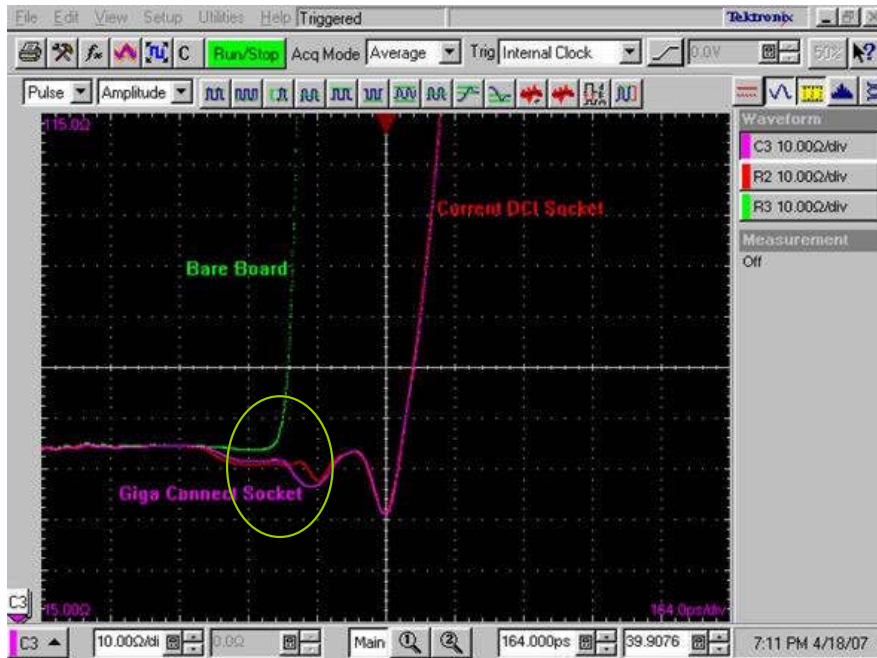 File Edit View Setup Utilities Help Triggered Tektronix
C Run/Stop Acq Mode Average Trig Internal Clock 0.0V 50% ?
Pulse Amplitude
115.0Ω
Waveform
C3 10.00Ω/div
R2 10.00Ω/div
R3 10.00Ω/div
Measurement
Off
Current DCI Socket
Bare Board
Giga Connect Socket
C3
15.00Ω 164.0ps/div
C3 10.00Ω/di 0.0Ω Main 1 2 164.000ps 39.9076 7:11 PM 4/18/07